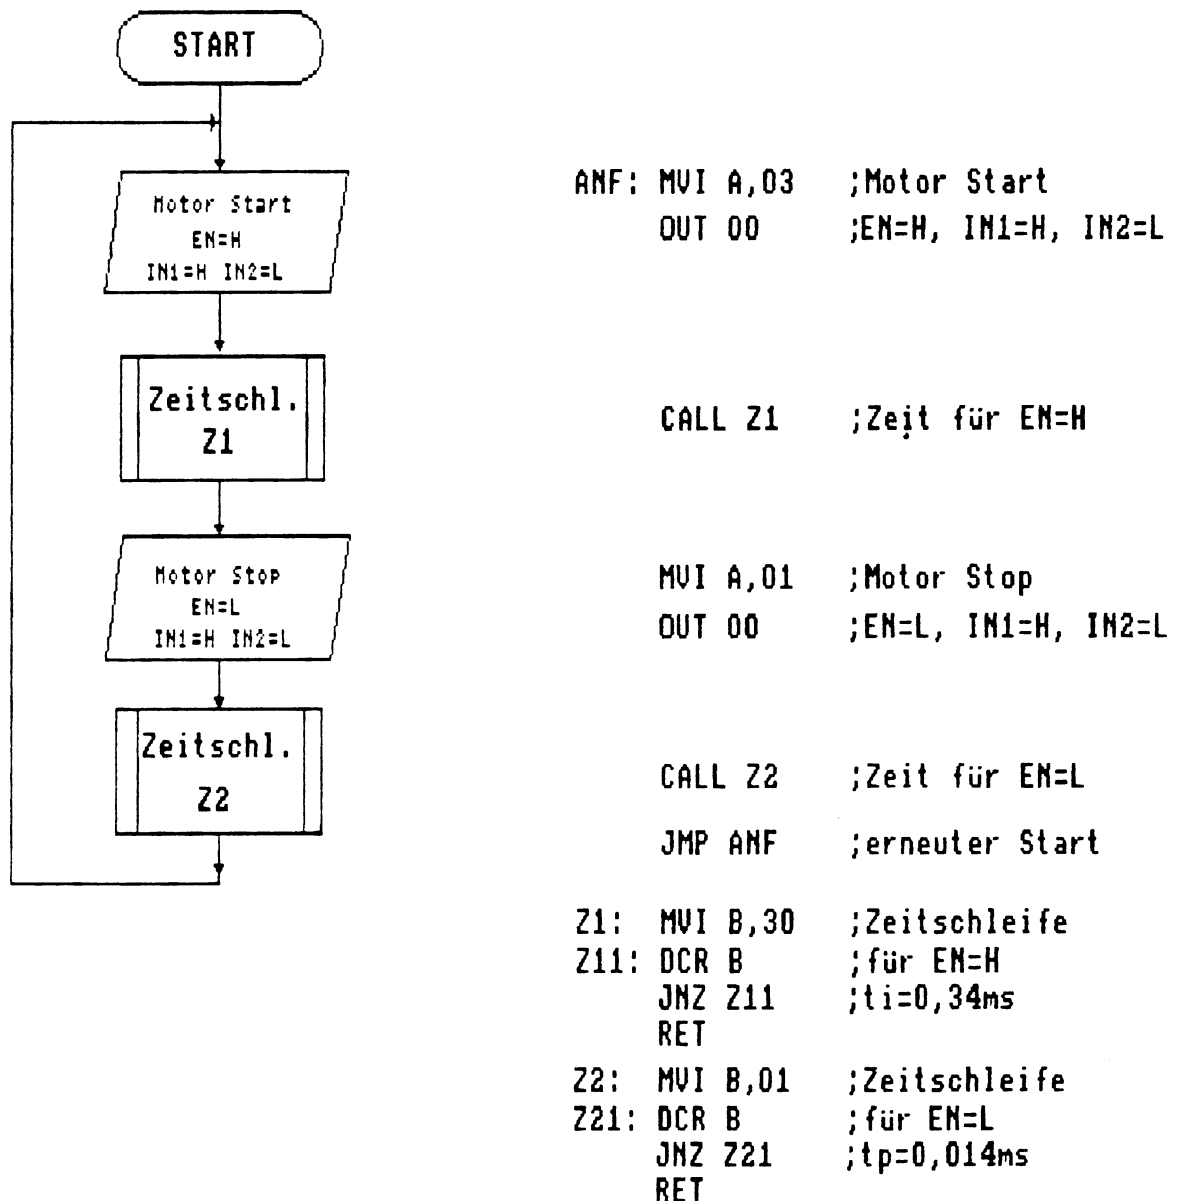 START
Motor Start
EN=H
IN1=H IN2=L
Zeitschl.
Z1
Motor Stop
EN=L
IN1=H IN2=L
Zeitschl.
Z2
ANF: MVI A,03 ;Motor Start
OUT 00 ;EN=H, IN1=H, IN2=L
CALL Z1 ;Zeit für EN=H
MVI A,01 ;Motor Stop
OUT 00 ;EN=L, IN1=H, IN2=L
CALL Z2 ;Zeit für EN=L
JMP ANF ;erneuter Start
Z1: MVI B,30 ;Zeitschleife
Z11: DCR B ;für EN=H
JNZ Z11 ;ti=0,34ms
RET
Z2: MVI B,01 ;Zeitschleife
Z21: DCR B ;für EN=L
JNZ Z21 ;tp=0,014ms
RET